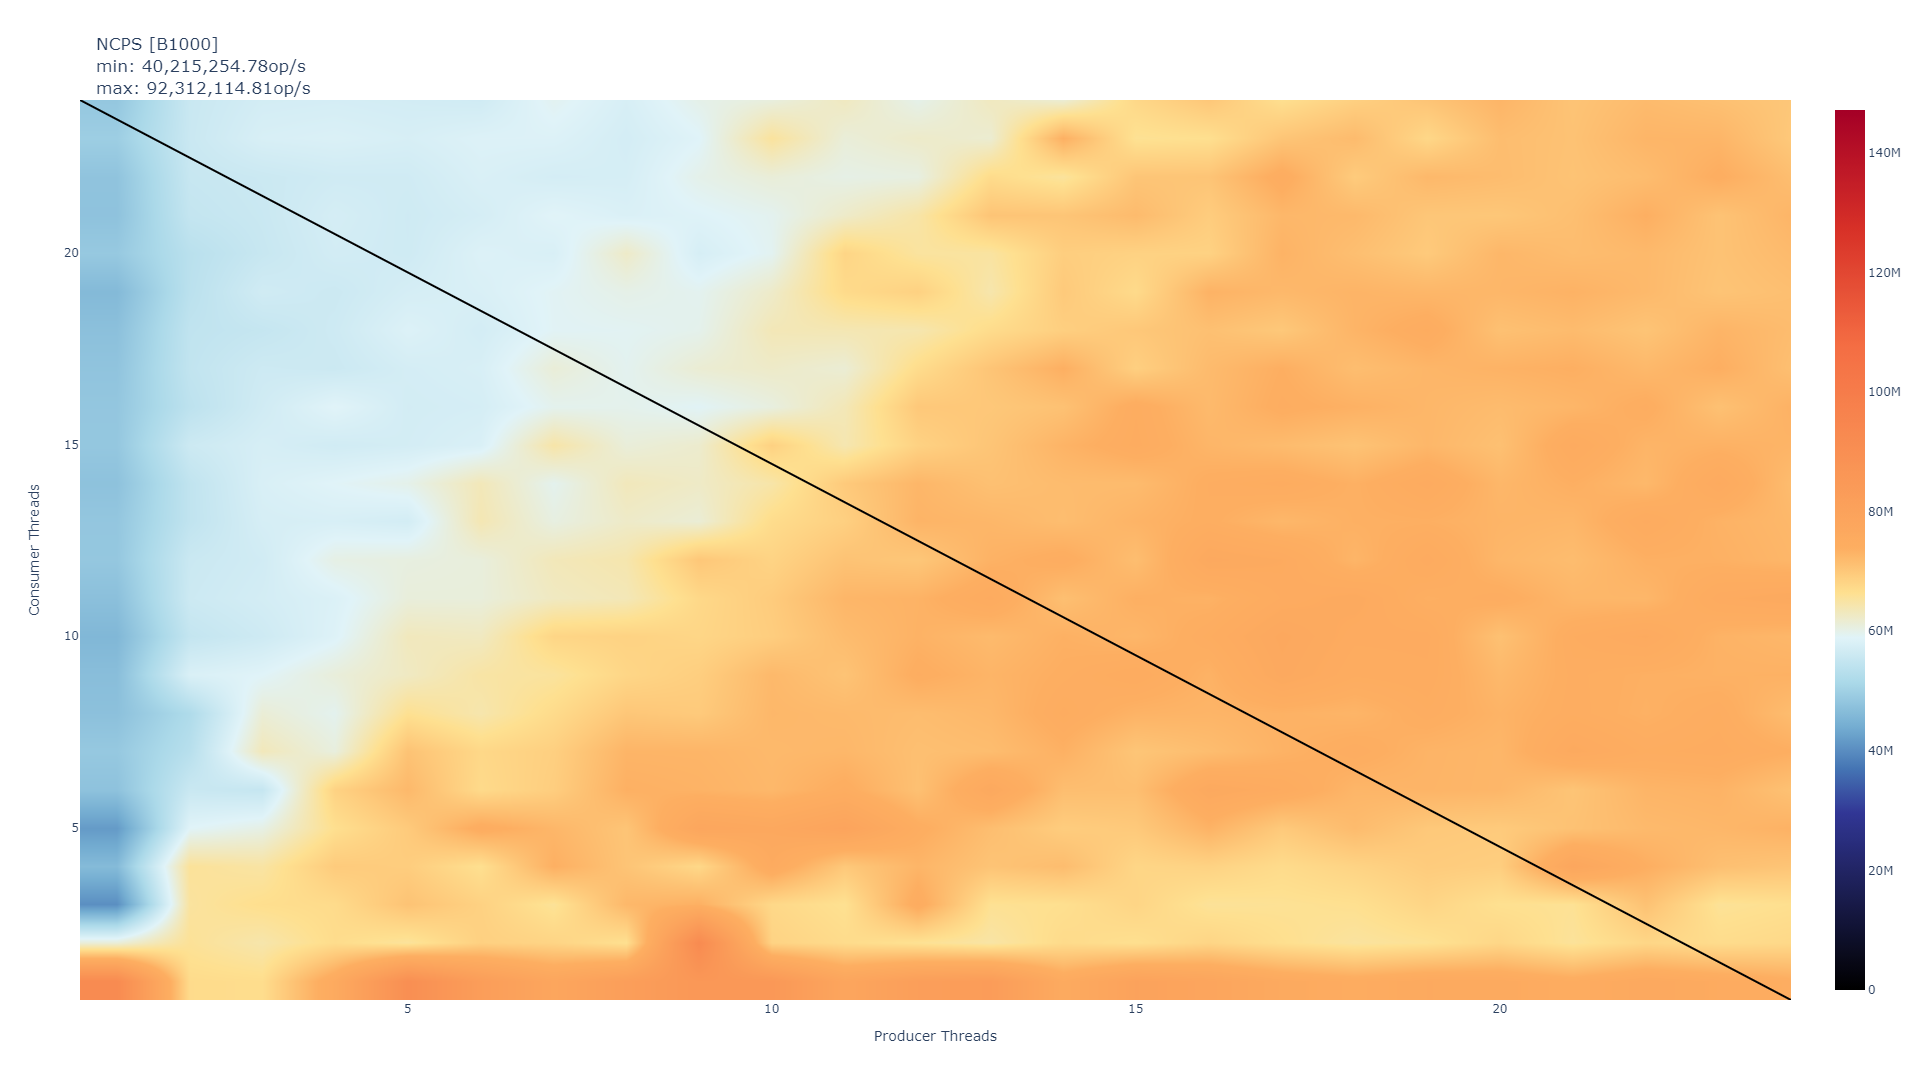 NCPS [B1000]
min: 40,215,254.78op/s
max: 92,312,114.81op/s
Consumer Threads
20
15
10
5
5
10
15
20
Producer Threads
140M
120M
100M
80M
60M
40M
20M
0